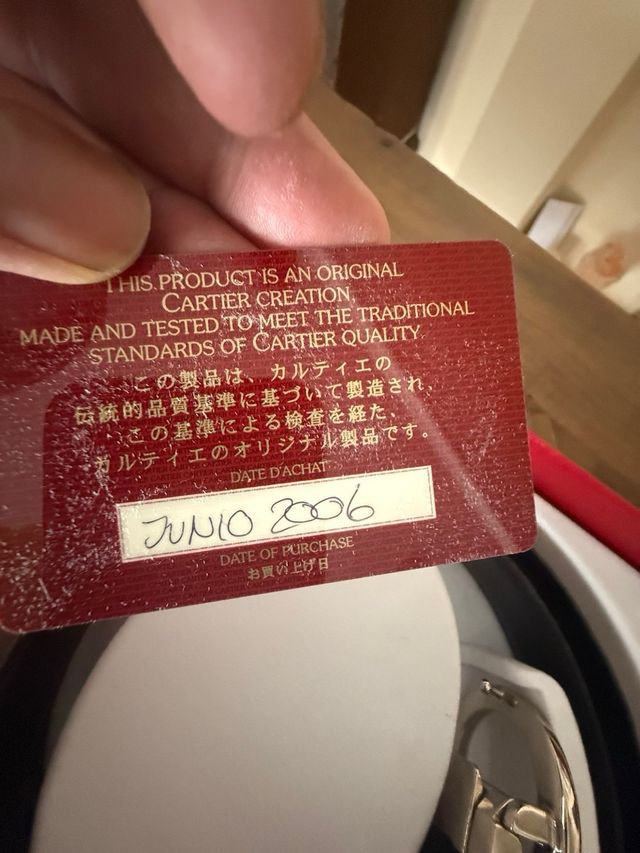 THIS PRODUCT IS AN ORIGINAL
CARTIER CREATION
MADE AND TESTED TO MEET THE TRADITIONAL
STANDARDS OF CARTIER QUALITY.
この製品は、カルティエの
伝統的品質基準に基づいて製造され、
この基準による検査を経た、
カルティエのオリジナル製品です。
DATE D'ACHAT
JUNIO 2006
DATE OF PURCHASE
お買い上げ日